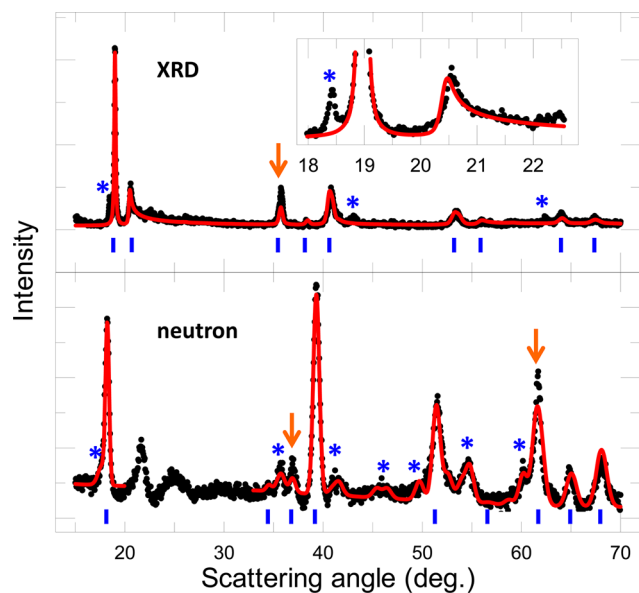 XRD
*
18 19 20 21 22
* * *
Intensity
neutron
* * * * * * *
20 30 40 50 60 70
Scattering angle (deg.)